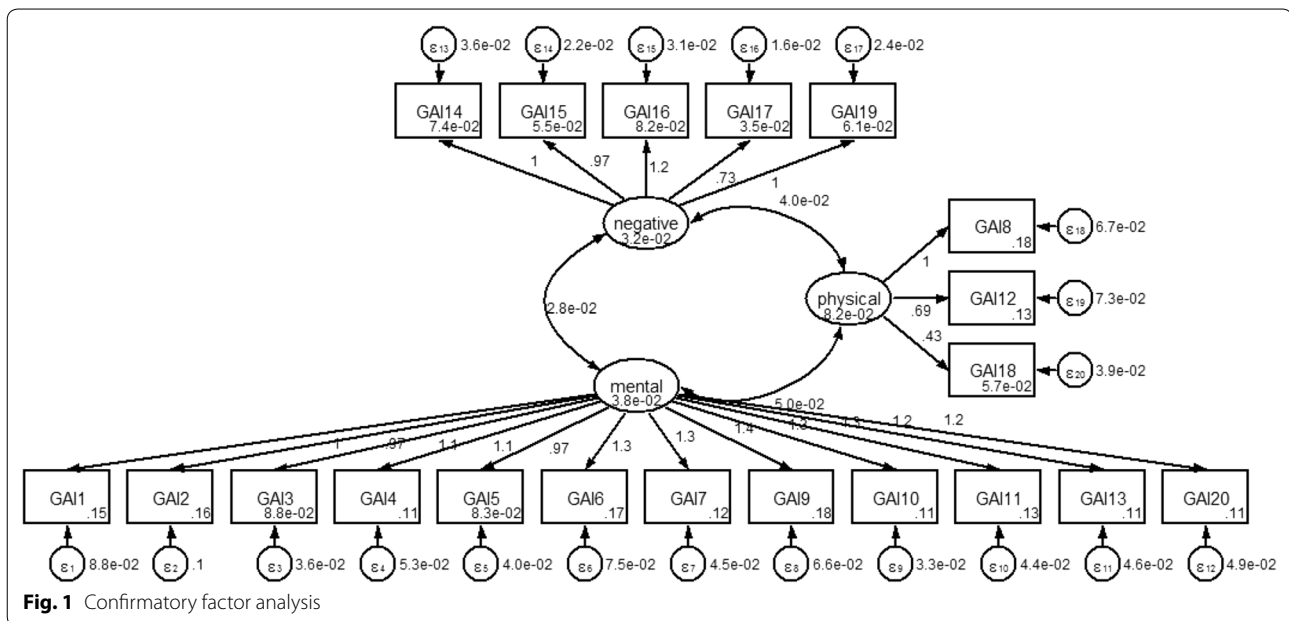 ε13 3.6e-02 ε14 2.2e-02 ε15 3.1e-02 ε16 1.6e-02 ε17 2.4e-02
GAI14 GAI15 GAI16 GAI17 GAI19
7.4e-02 5.5e-02 8.2e-02 3.5e-02 6.1e-02
1 .97 1.2 .73 1
4.0e-02
negative
3.2e-02
GAI8
.18
ε18 6.7e-02
1
physical
8.2e-02
.69
GAI12
.13
ε19 7.3e-02
2.8e-02
.43
GAI18
5.7e-02
ε20 3.9e-02
mental
3.8e-02
5.0e-02
1 .97 1.1 1.1 .97 1.3 1.3 1.4 1.3 1.3 1.2 1.2
GAI1 GAI2 GAI3 GAI4 GAI5 GAI6 GAI7 GAI9 GAI10 GAI11 GAI13 GAI20
.15 .16 8.8e-02 .11 8.3e-02 .17 .12 .18 .11 .13 .11 .11
ε1 8.8e-02 ε2 .1 ε3 3.6e-02 ε4 5.3e-02 ε5 4.0e-02 ε6 7.5e-02 ε7 4.5e-02 ε8 6.6e-02 ε9 3.3e-02 ε10 4.4e-02 ε11 4.6e-02 ε12 4.9e-02
Fig. 1 Confirmatory factor analysis